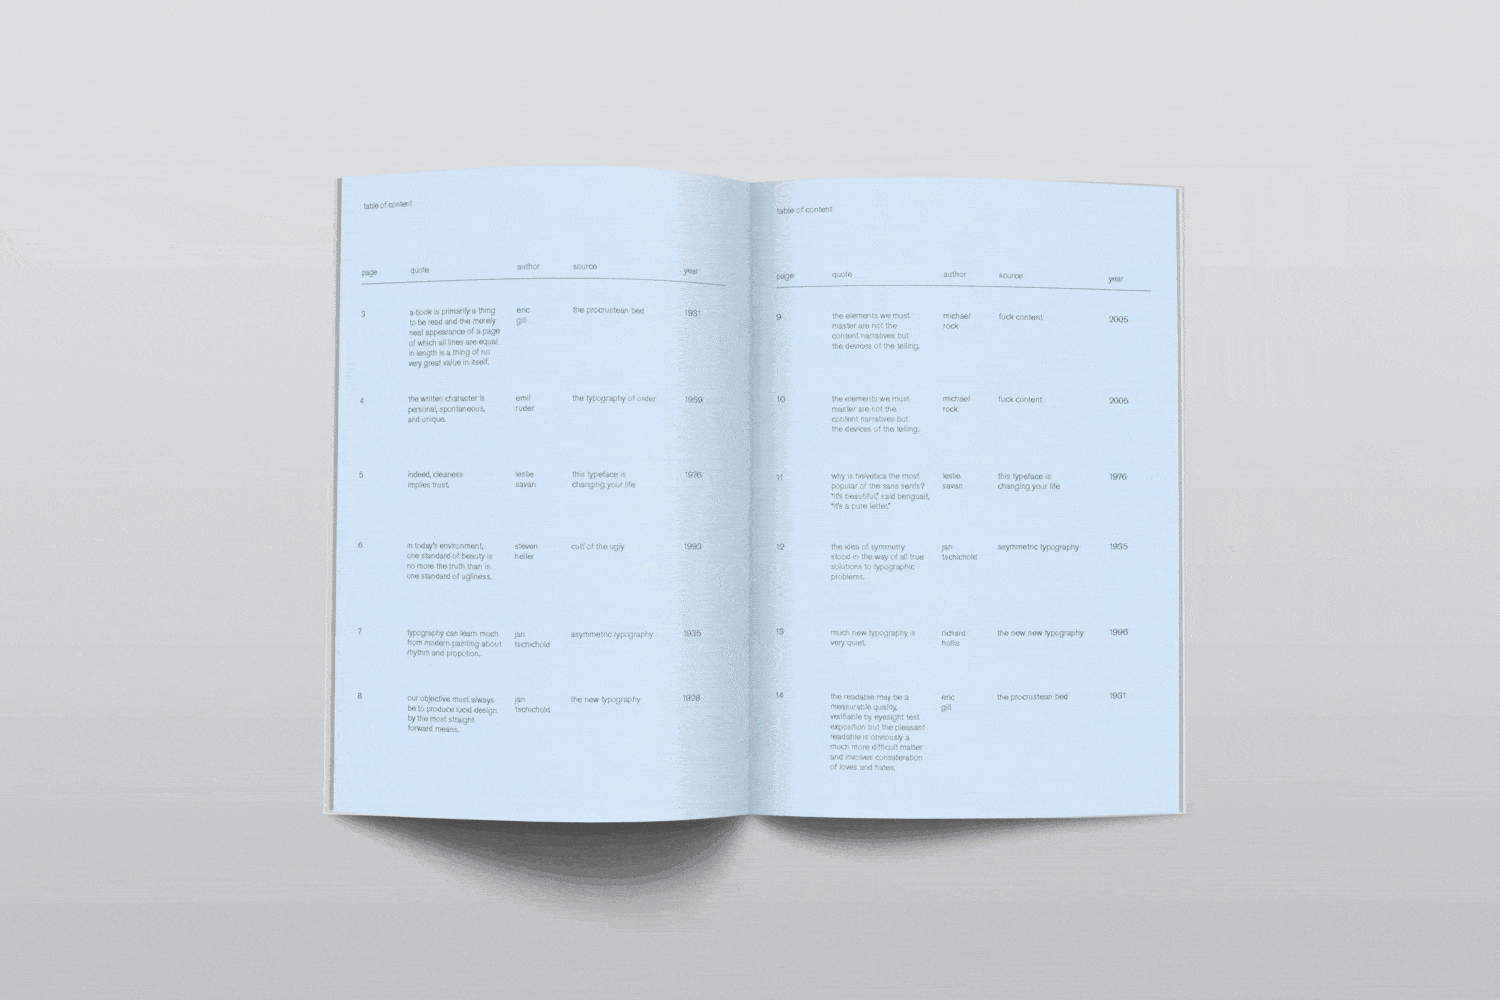 table of content
page quote author source year
3 a book is primarily a thing eric the procrustean bed 1931
to be read and the merely gill
neat appearance of a page
of which all lines are equal
in length is a thing of no
very great value in itself.
4 the written character is emil the typography of order 1959
personal, spontaneous, ruder
and unique.
5 indeed, cleaness leslie this typeface is 1976
implies trust. savan changing your life
6 in today's environment, steven cult of the ugly 1993
one standard of beauty is heller
no more the truth than is
one standard of ugliness.
7 typography can learn much jan asymmetric typography 1935
from modern painting about tschichold
rhythm and propotion.
8 our objective must always jan the new typography 1928
be to produce lucid design tschichold
by the most straight
forward means.
table of content
page quote author source year
9 the elements we must michael fuck content 2005
master are not the rock
content narratives but
the devices of the telling.
10 the elements we must michael fuck content 2005
master are not the rock
content narratives but
the devices of the telling.
11 why is helvetica the most leslie this typeface is 1976
popular of the sans serifs? savan changing your life
"it's beautiful," said benguait,
"it's a pure letter."
12 the idea of symmetry jan asymmetric typography 1935
stood in the way of all true tschichold
solutions to typographic
problems.
13 much new typography is richard the new new typography 1996
very quiet. hollis
14 the readable may be a eric the procrustean bed 1931
measurable quality, gill
verifiable by eyesight test
exposition but the pleasant
readable is obviously a
much more difficult matter
and involves consideration
of loves and hates.